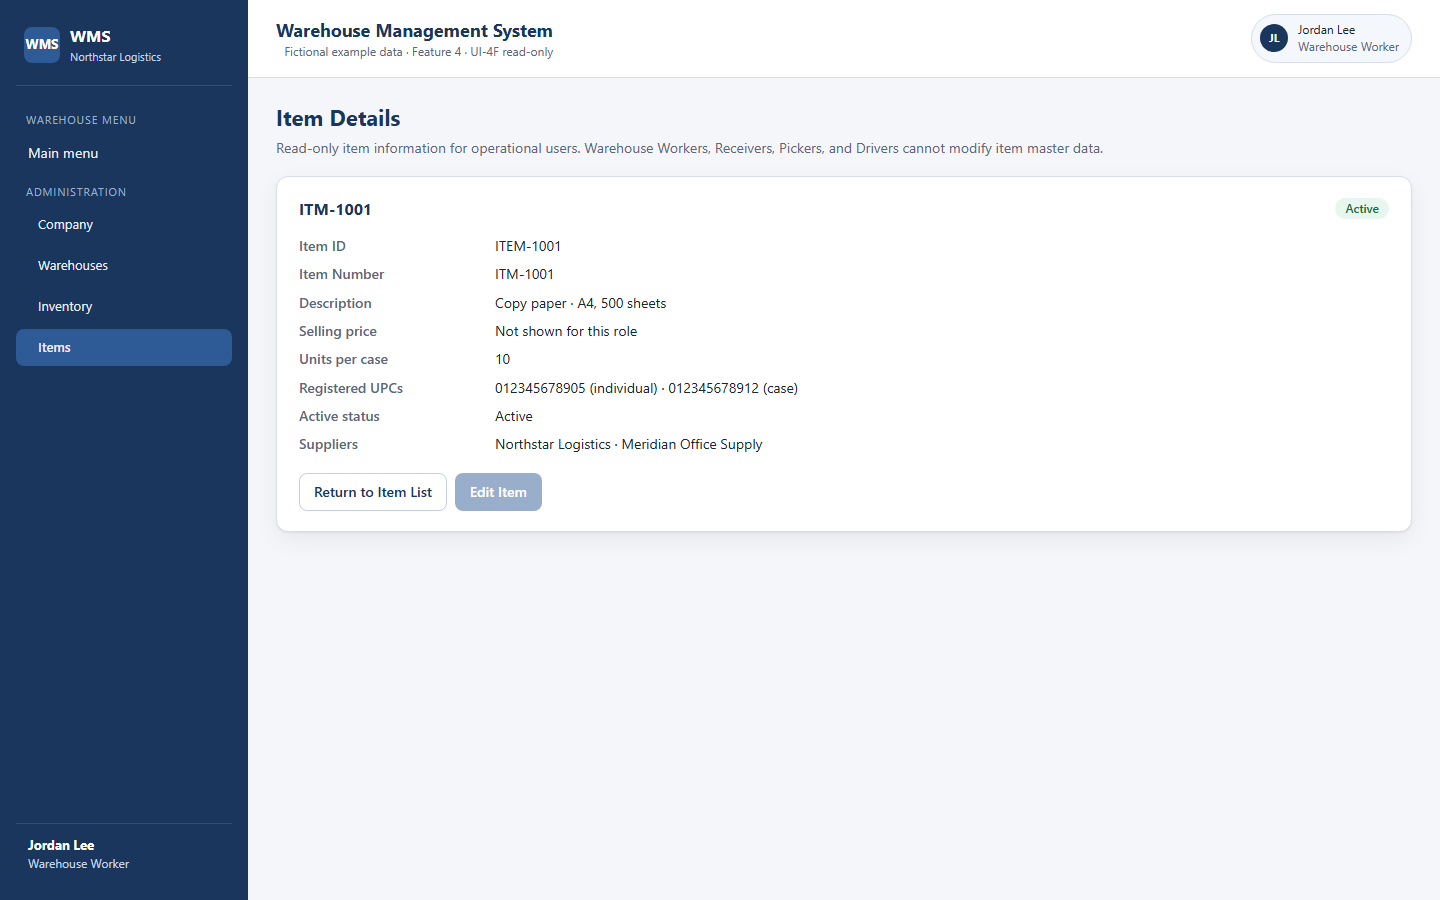 WMS
WMS
Northstar Logistics
WAREHOUSE MENU
Main menu
ADMINISTRATION
Company
Warehouses
Inventory
Items
Jordan Lee
Warehouse Worker
Warehouse Management System
Fictional example data · Feature 4 · UI-4F read-only
JL
Jordan Lee
Warehouse Worker
Item Details
Read-only item information for operational users. Warehouse Workers, Receivers, Pickers, and Drivers cannot modify item master data.
ITM-1001
Active
Item ID ITEM-1001
Item Number ITM-1001
Description Copy paper · A4, 500 sheets
Selling price Not shown for this role
Units per case 10
Registered UPCs 012345678905 (individual) · 012345678912 (case)
Active status Active
Suppliers Northstar Logistics · Meridian Office Supply
Return to Item List Edit Item